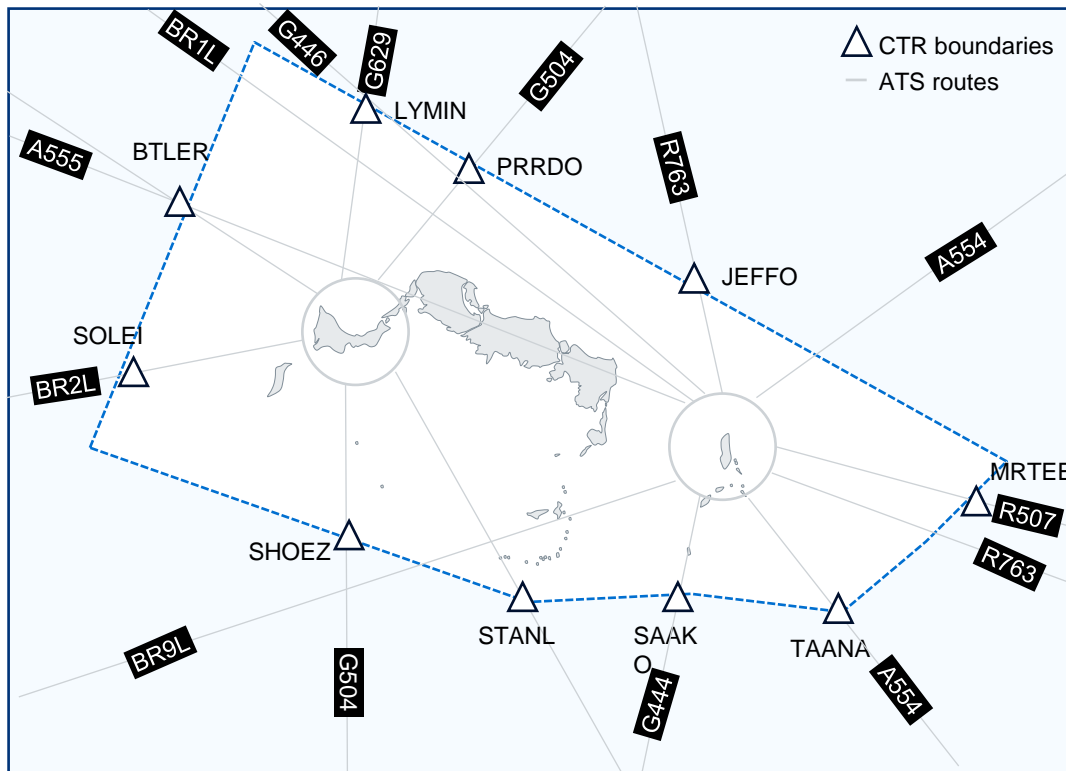 BR1L
G446
G629
G504
CTR boundaries
ATS routes
LYMIN
BTLER
A555
PRRDO
R763
A554
JEFFO
SOLEI
BR2L
MRTEE
R507
R763
SHOEZ
STANL
SAAK
O
TAANA
BR9L
G504
G444
A554